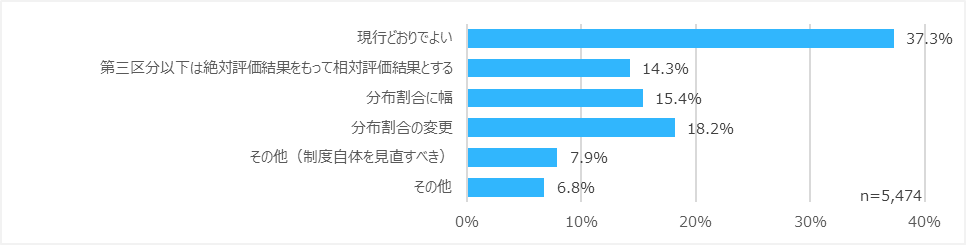 現行どおりでよい 37.3%
第三区分以下は絶対評価結果をもって相対評価結果とする 14.3%
分布割合に幅 15.4%
分布割合の変更 18.2%
その他（制度自体を見直すべき） 7.9%
その他 6.8%
n=5,474
0% 10% 20% 30% 40%